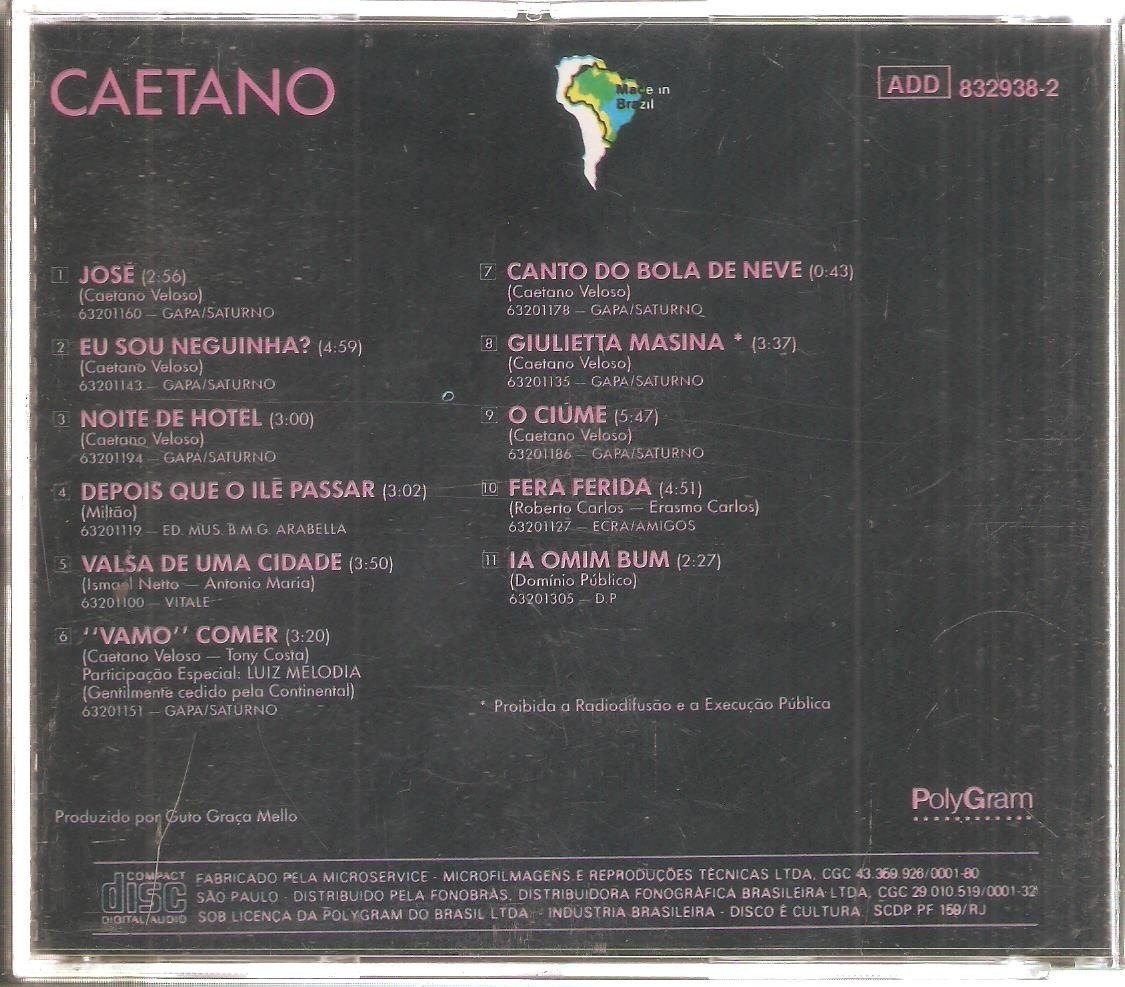 CAETANO
Made in
Brazil
ADD 832938-2
1 JOSÉ (2:56)
(Caetano Veloso)
63201160 – GAPA/SATURNO
2 EU SOU NEGUINHA? (4:59)
(Caetano Veloso)
63201143 – GAPA/SATURNO
3 NOITE DE HOTEL (3:00)
(Caetano Veloso)
63201194 – GAPA/SATURNO
4 DEPOIS QUE O ILÊ PASSAR (3:02)
(Miltão)
63201119 – ED. MUS. B.M.G. ARABELLA
5 VALSA DE UMA CIDADE (3:50)
(Ismael Netto – Antonio Maria)
63201100 – VITALE
6 "VAMO" COMER (3:20)
(Caetano Veloso – Tony Costa)
Participação Especial: LUIZ MELODIA
(Gentilmente cedido pela Continental)
63201151 – GAPA/SATURNO
7 CANTO DO BOLA DE NEVE (0:43)
(Caetano Veloso)
63201178 – GAPA/SATURNO
8 GIULIETTA MASINA * (3:37)
(Caetano Veloso)
63201135 – GAPA/SATURNO
9 O CIÚME (5:47)
(Caetano Veloso)
63201186 – GAPA/SATURNO
10 FERA FERIDA (4:51)
(Roberto Carlos – Erasmo Carlos)
63201127 – ECRA/AMIGOS
11 IA OMIM BUM (2:27)
(Domínio Público)
63201305 – D.P
* Proibida a Radiodifusão e a Execução Pública
Produzido por Guto Graça Mello
PolyGram
COMPACT
disc
DIGITAL AUDIO
FABRICADO PELA MICROSERVICE - MICROFILMAGENS E REPRODUÇÕES TÉCNICAS LTDA. CGC 43.369.926/0001-80
SÃO PAULO - DISTRIBUIDO PELA FONOBRÁS, DISTRIBUIDORA FONOGRÁFICA BRASILEIRA LTDA. CGC 29.010.519/0001-32
SOB LICENÇA DA POLYGRAM DO BRASIL LTDA. - INDÚSTRIA BRASILEIRA - DISCO É CULTURA. SCDP. PF 159/RJ